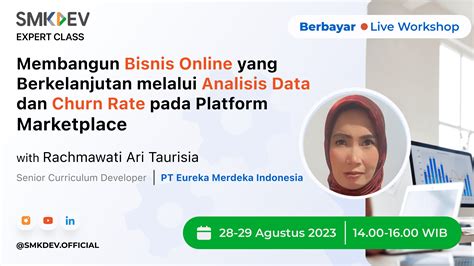 SMKDEV
EXPERT CLASS
Berbayar • Live Workshop
Membangun Bisnis Online yang
Berkelanjutan melalui Analisis Data
dan Churn Rate pada Platform
Marketplace
with Rachmawati Ari Taurisia
Senior Curriculum Developer | PT Eureka Merdeka Indonesia
28-29 Agustus 2023 | 14.00-16.00 WIB
@SMKDEV.OFFICIAL